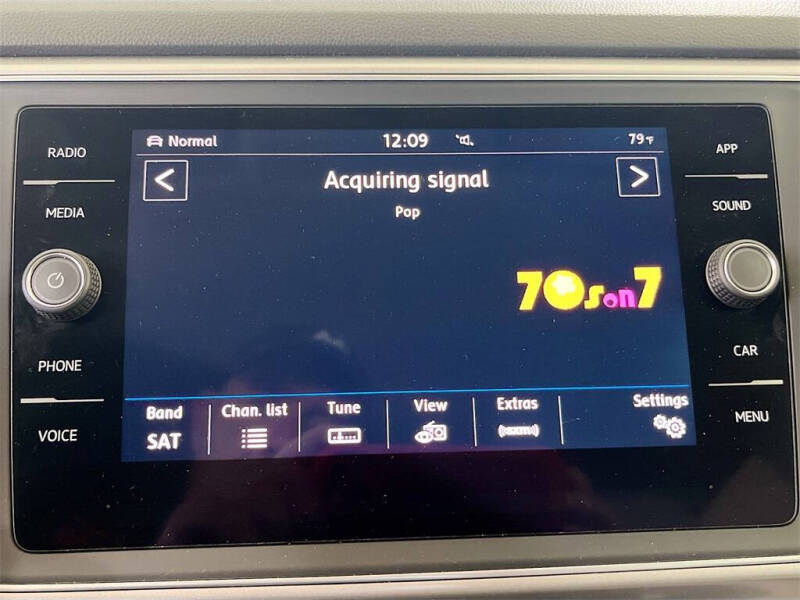 RADIO
MEDIA
PHONE
VOICE
Normal 12:09 79°F
Acquiring signal
Pop
70s on 7
Band
SAT
Chan. list
Tune
View
Extras
((SXM))
Settings
APP
SOUND
CAR
MENU